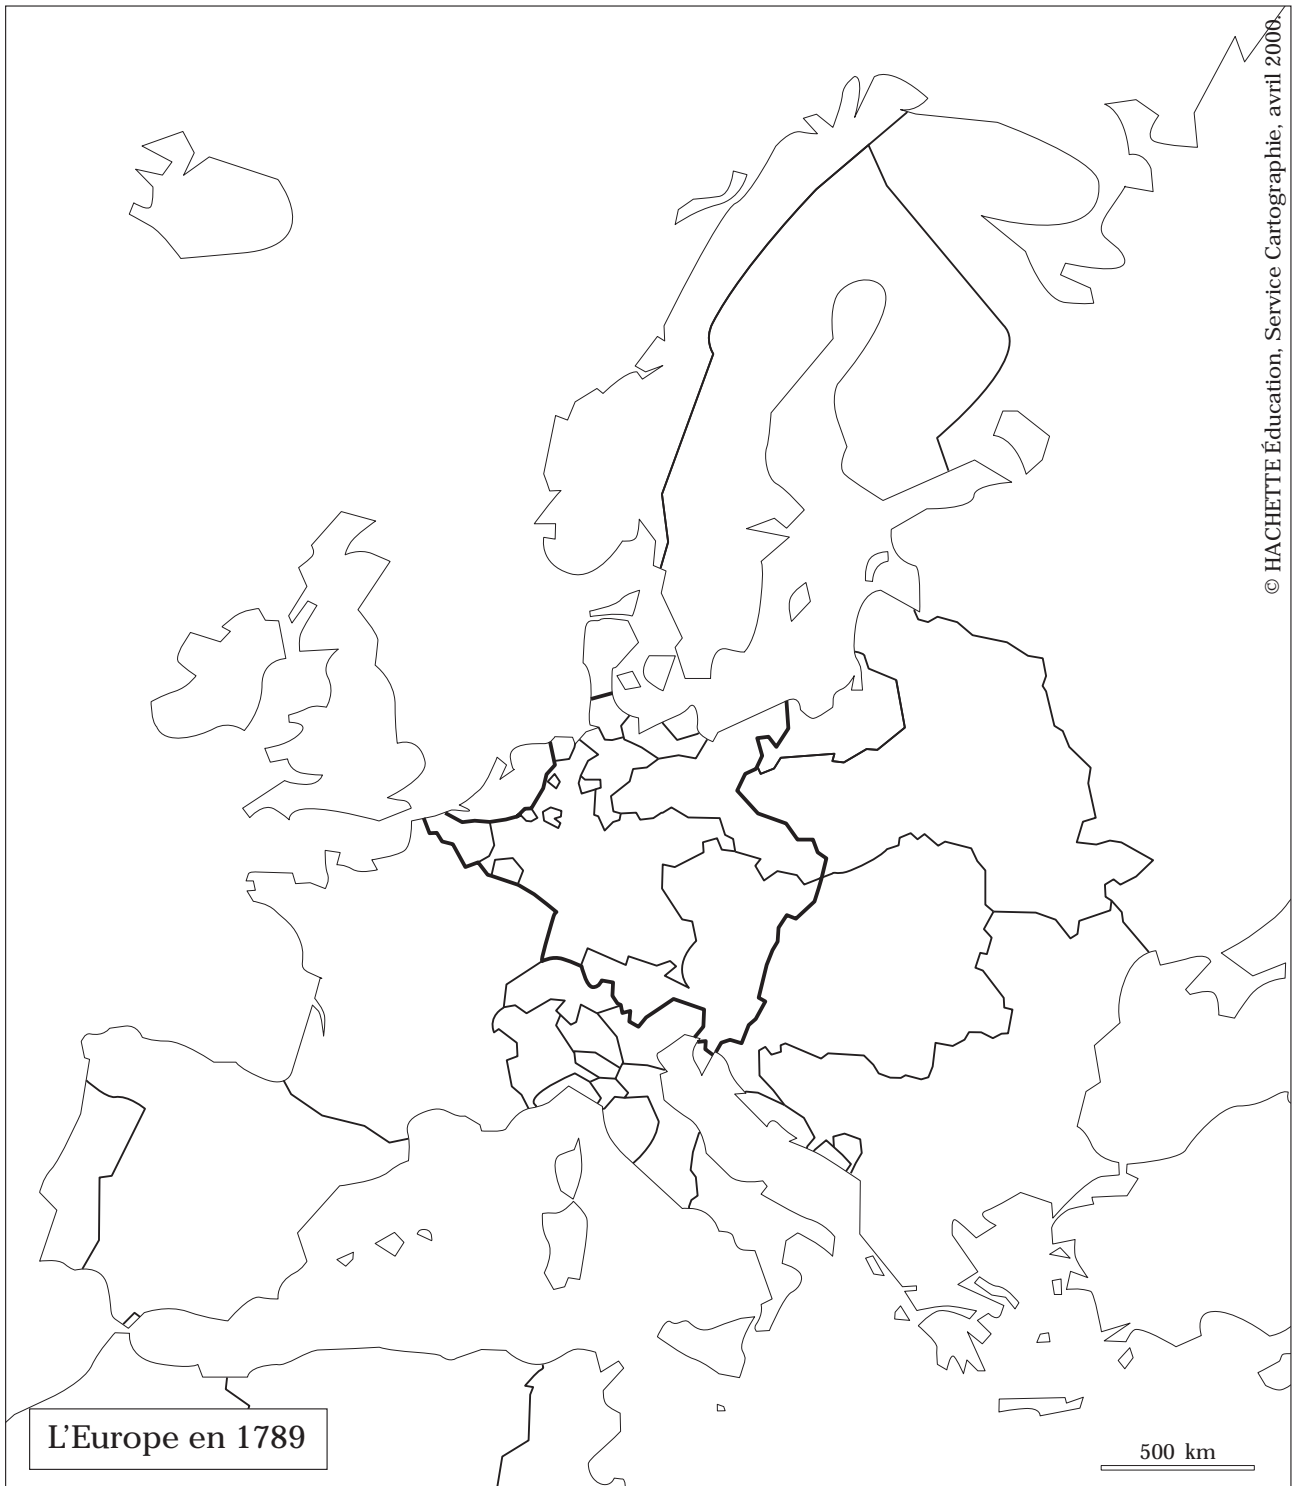 © HACHETTE Éducation, Service Cartographie, avril 2000.
L'Europe en 1789
500 km